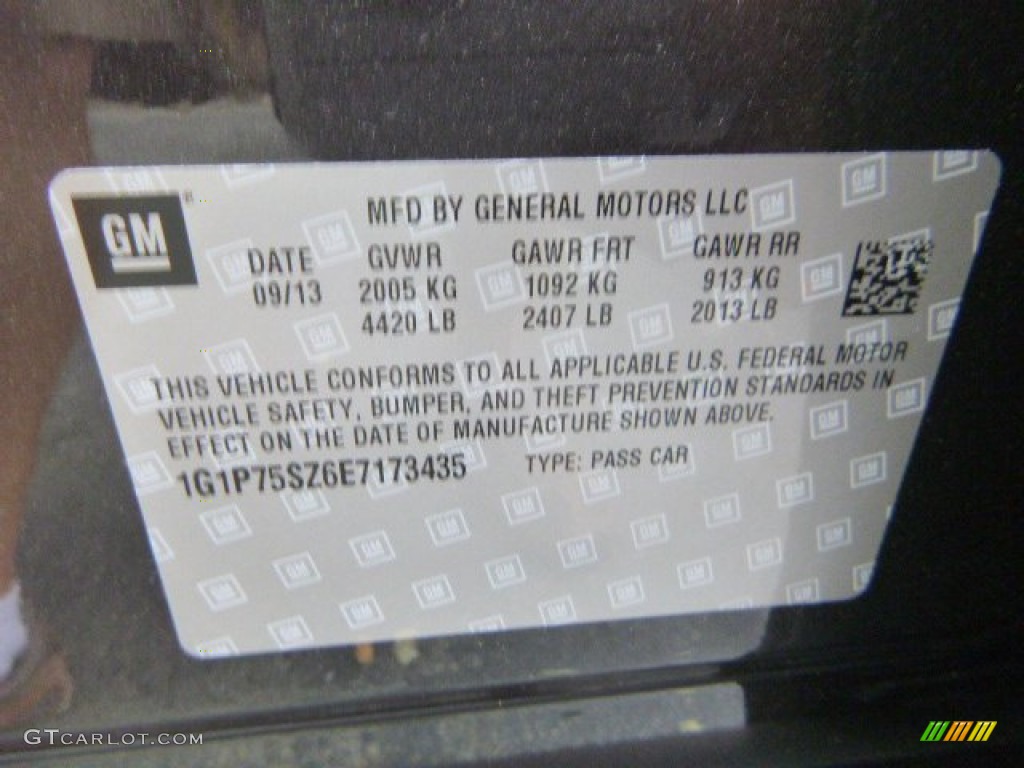 GM
MFD BY GENERAL MOTORS LLC
DATE GVWR GAWR FRT GAWR RR
09/13 2005 KG 1092 KG 913 KG
4420 LB 2407 LB 2013 LB
THIS VEHICLE CONFORMS TO ALL APPLICABLE U.S. FEDERAL MOTOR
VEHICLE SAFETY, BUMPER, AND THEFT PREVENTION STANDARDS IN
EFFECT ON THE DATE OF MANUFACTURE SHOWN ABOVE.
1G1P75SZ6E7173435 TYPE: PASS CAR
GTCARLOT.COM